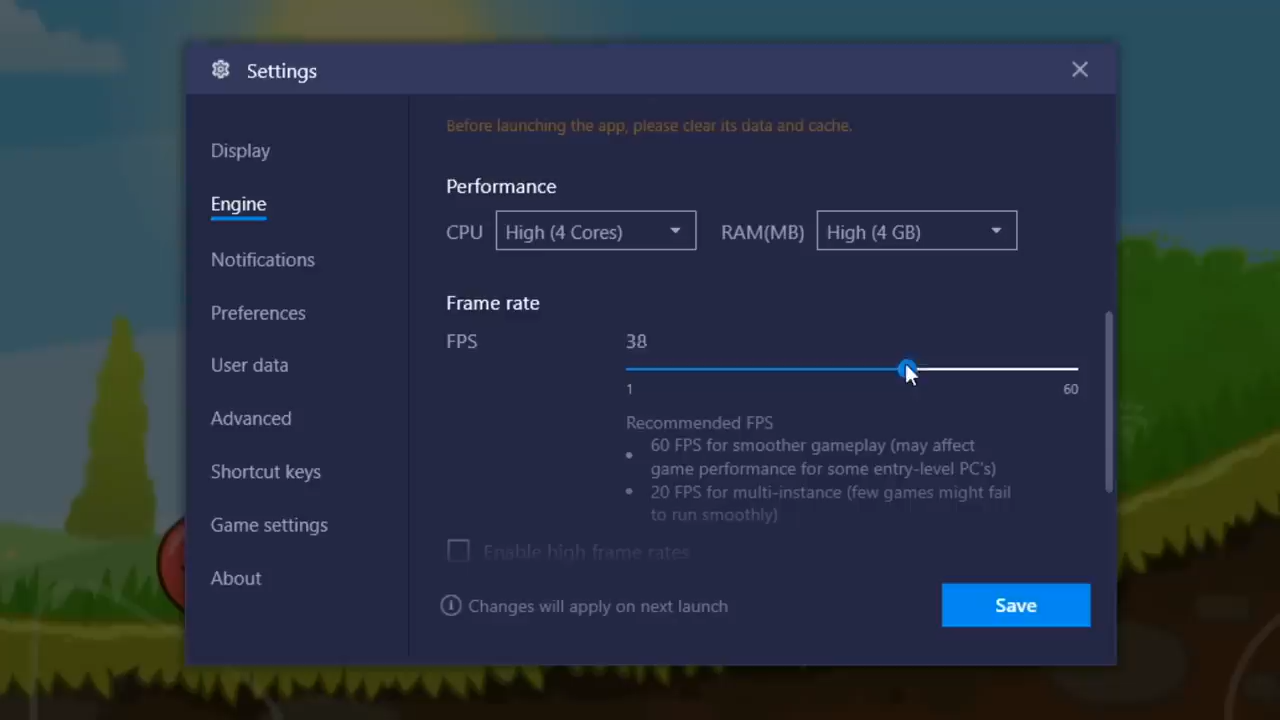 Settings
Display
Engine
Notifications
Preferences
User data
Advanced
Shortcut keys
Game settings
About
Before launching the app, please clear its data and cache.
Performance
CPU High (4 Cores) RAM(MB) High (4 GB)
Frame rate
FPS 38
1 60
Recommended FPS
• 60 FPS for smoother gameplay (may affect
game performance for some entry-level PC's)
• 20 FPS for multi-instance (few games might fail
to run smoothly)
Enable high frame rates
Changes will apply on next launch
Save